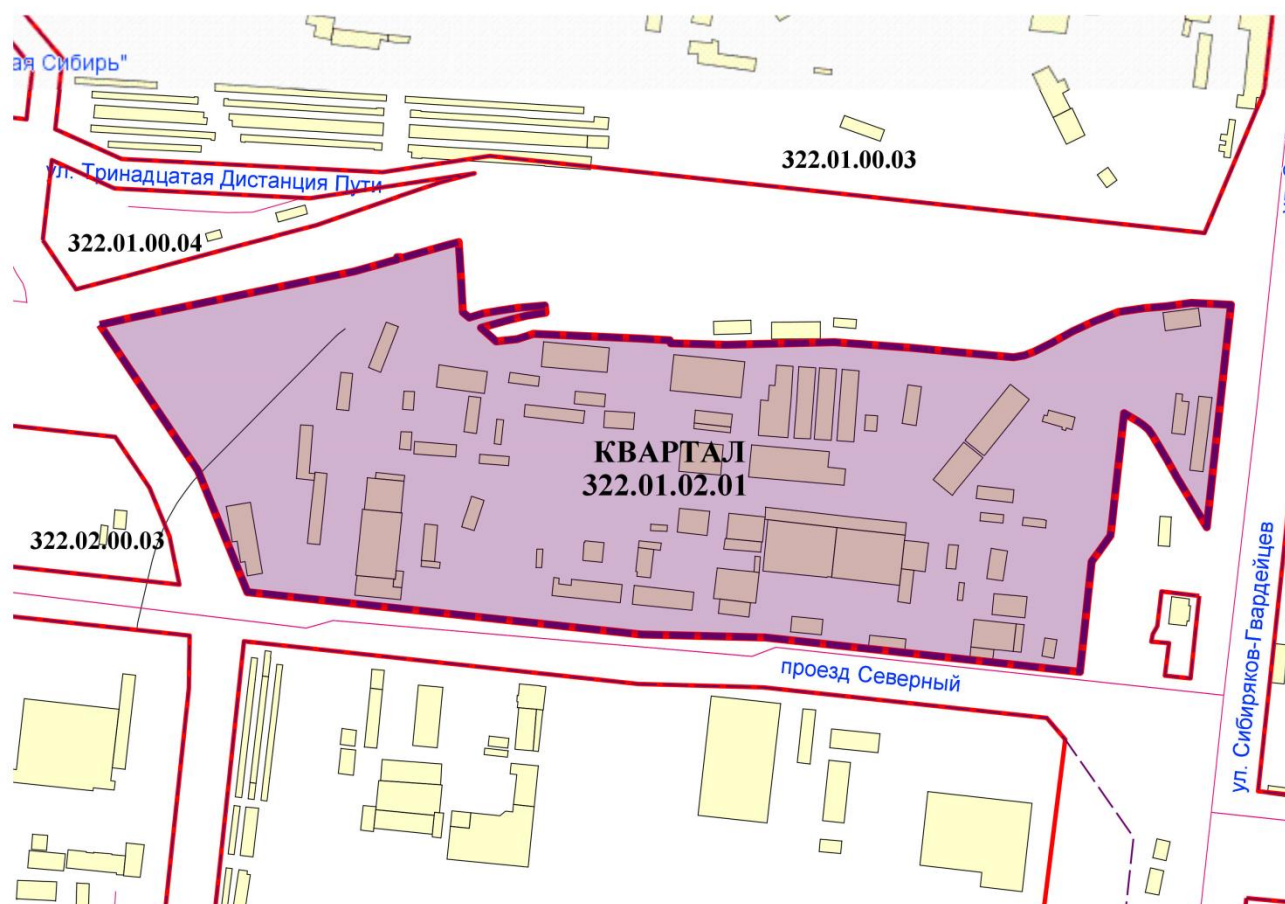 ая Сибирь"
322.01.00.03
ул. Тринадцатая Дистанция Пути
322.01.00.04
КВАРТАЛ
322.01.02.01
322.02.00.03
ул. Сибиряков-Гвардейцев
проезд Северный